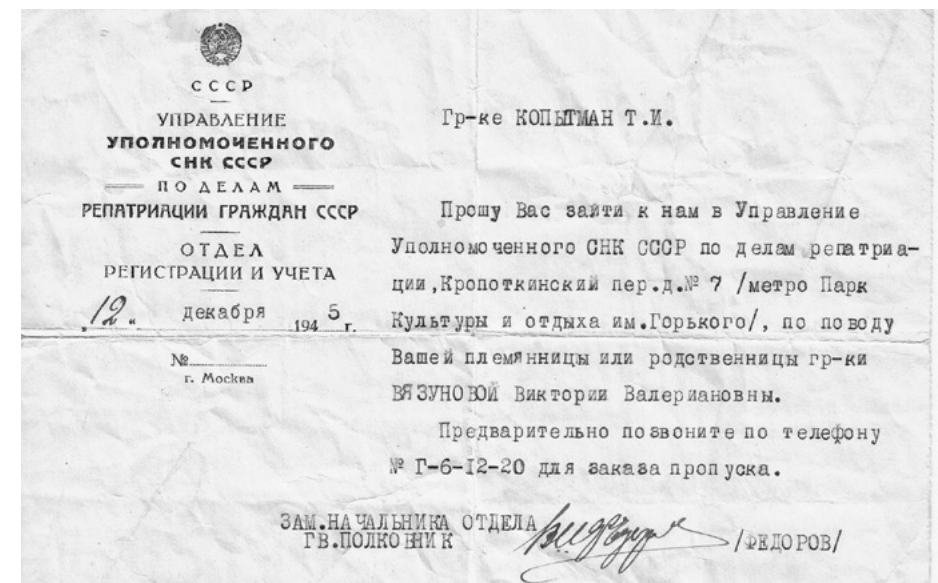 СССР
УПРАВЛЕНИЕ
УПОЛНОМОЧЕННОГО
СНК СССР
ПО ДЕЛАМ
РЕПАТРИАЦИИ ГРАЖДАН СССР
ОТДЕЛ
РЕГИСТРАЦИИ И УЧЕТА
„12" декабря 1945 г.
№
г. Москва
Гр-ке КОПЫТМАН Т.И.
Прошу Вас зайти к нам в Управление
Уполномоченного СНК СССР по делам репатриа-
ции,Кропоткинский пер.д.№ 7 /метро Парк
Культуры и отдыха им.Горького/, по поводу
Вашей племянницы или родственницы гр-ки
ВЯЗУНОВОЙ Виктории Валериановны.
Предварительно позвоните по телефону
№ Г-6-12-20 для заказа пропуска.
ЗАМ.НАЧАЛЬНИКА ОТДЕЛА
ГВ.ПОЛКОВНИК /ФЕДОРОВ/